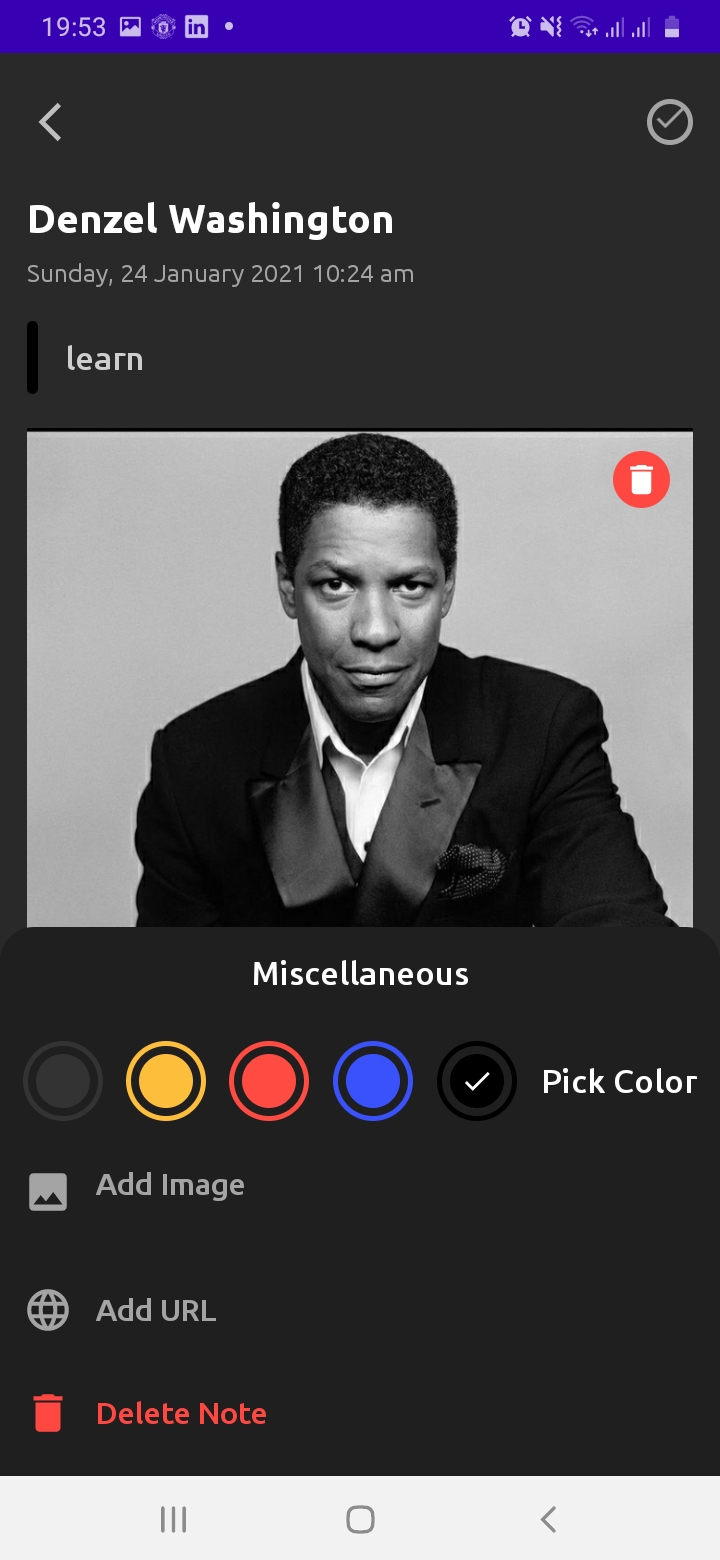 19:53
Denzel Washington
Sunday, 24 January 2021 10:24 am
learn
Miscellaneous
Pick Color
Add Image
Add URL
Delete Note